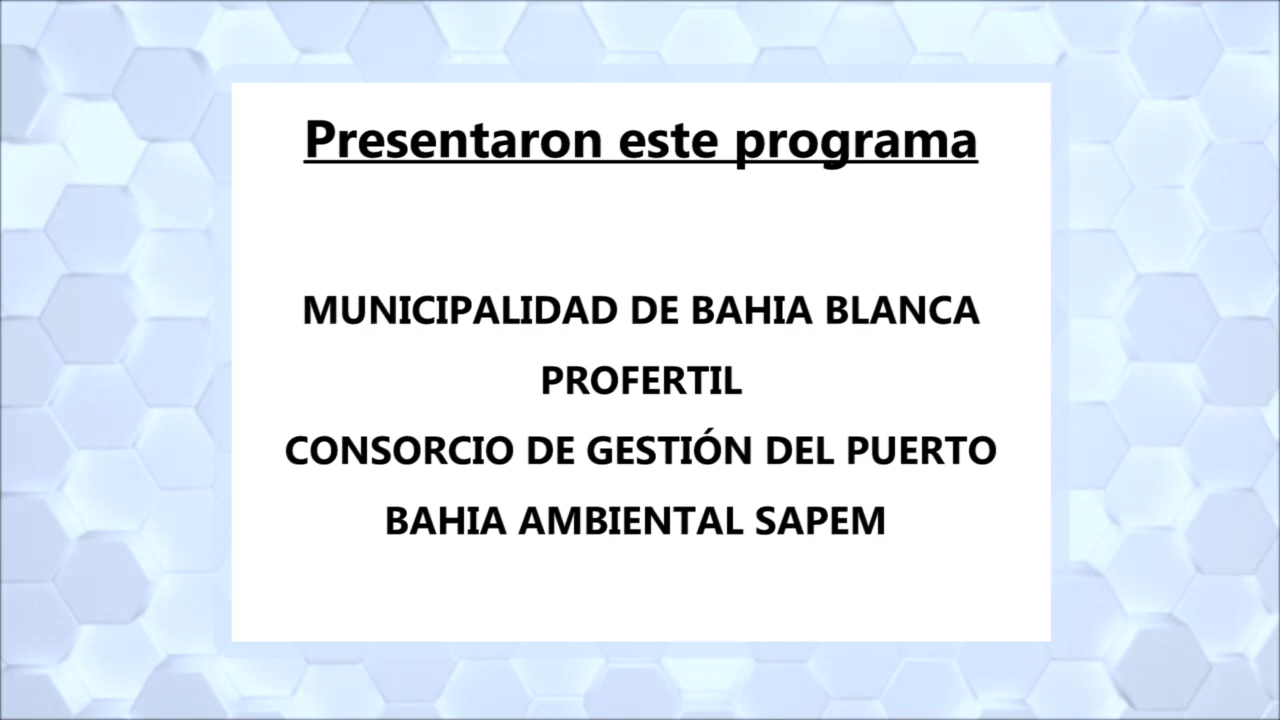 Presentaron este programa
MUNICIPALIDAD DE BAHIA BLANCA
PROFERTIL
CONSORCIO DE GESTIÓN DEL PUERTO
BAHIA AMBIENTAL SAPEM